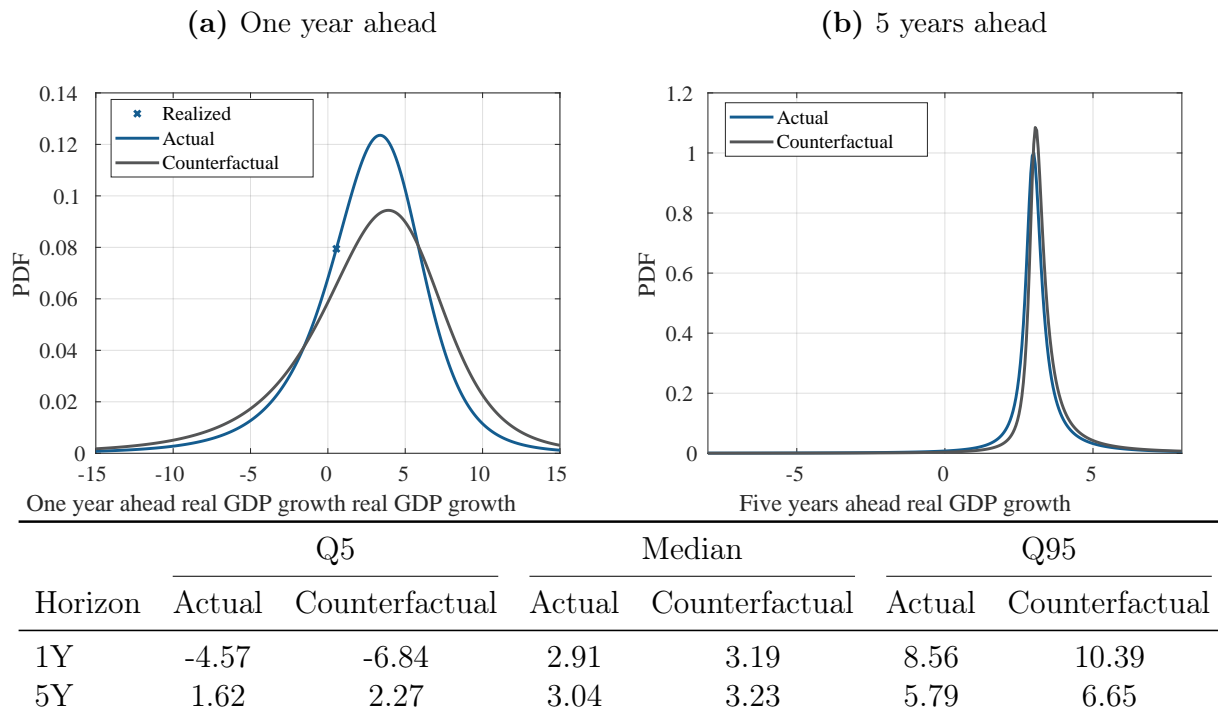 (a) One year ahead
(b) 5 years ahead
0.14
0.12
0.1
0.08
0.06
0.04
0.02
0
PDF
Realized
Actual
Counterfactual
-15 -10 -5 0 5 10 15
One year ahead real GDP growth real GDP growth
1.2
1
0.8
0.6
0.4
0.2
0
PDF
Actual
Counterfactual
-5 0 5
Five years ahead real GDP growth
Q5 Median Q95
Horizon Actual Counterfactual Actual Counterfactual Actual Counterfactual
1Y -4.57 -6.84 2.91 3.19 8.56 10.39
5Y 1.62 2.27 3.04 3.23 5.79 6.65